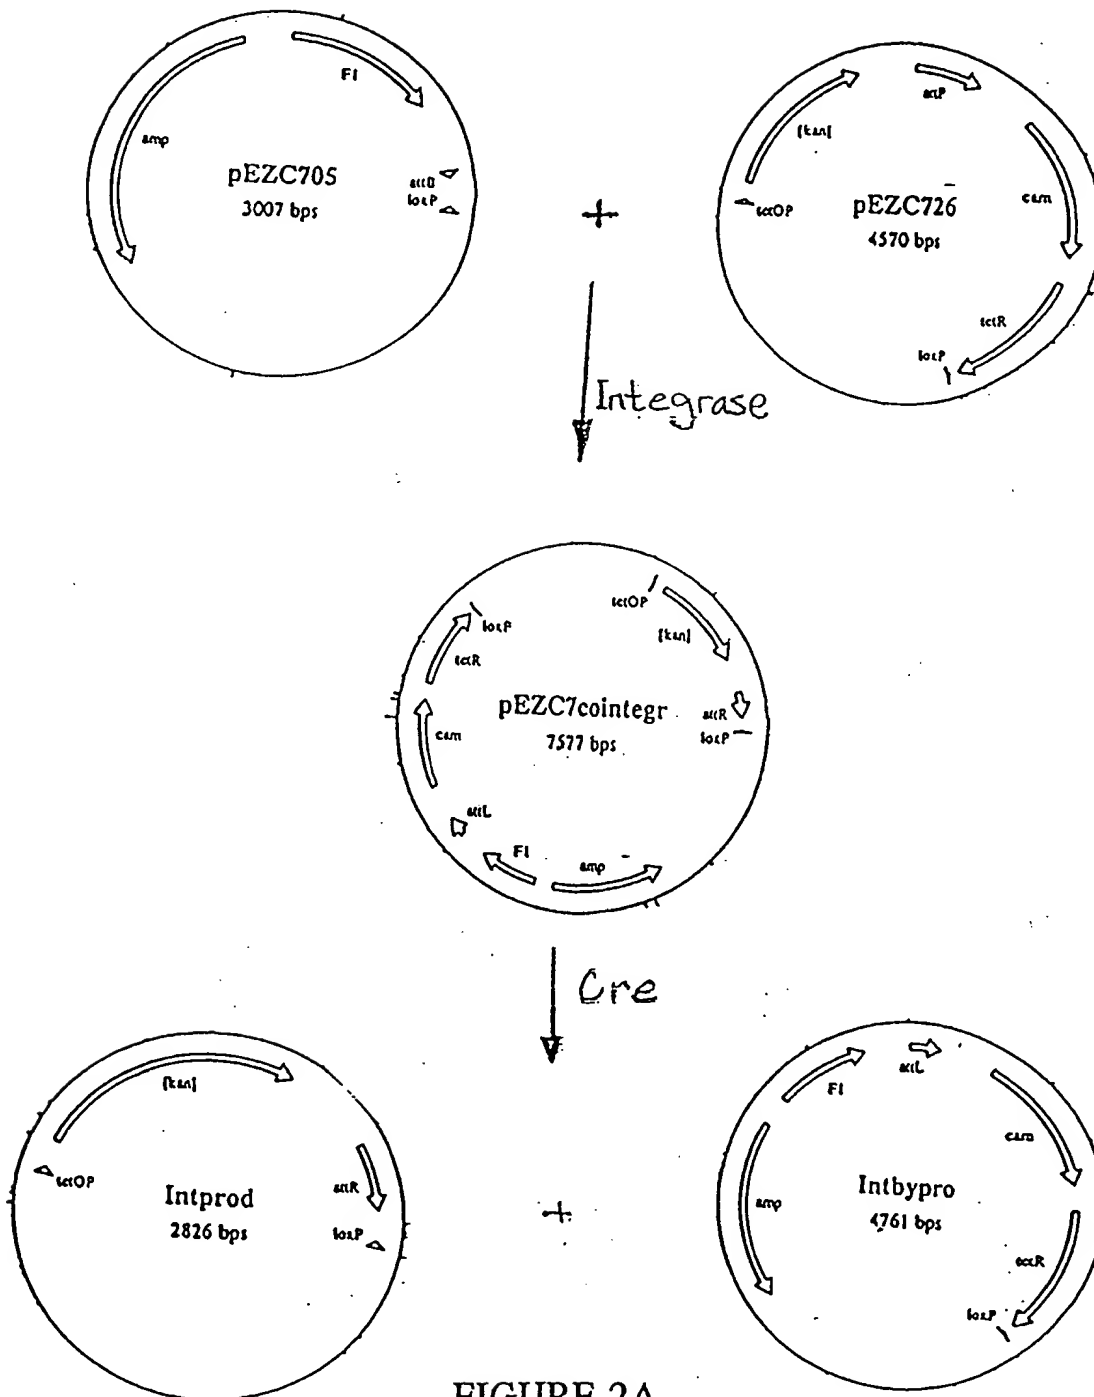 F1
amp
pEZC705
3007 bps
attB
loxP
+
attP
[kan]
cam
tetOP
pEZC726
4570 bps
tetR
loxP
Integrase
tetOP
loxP
[kan]
tetR
pEZC7cointegr
7577 bps
attR
loxP
cam
attL
F1
amp
Cre
[kan]
tetOP
Intprod
2826 bps
attR
loxP
+
attL
F1
cam
amp
Intbypro
4761 bps
tetR
loxP
FIGURE 2A